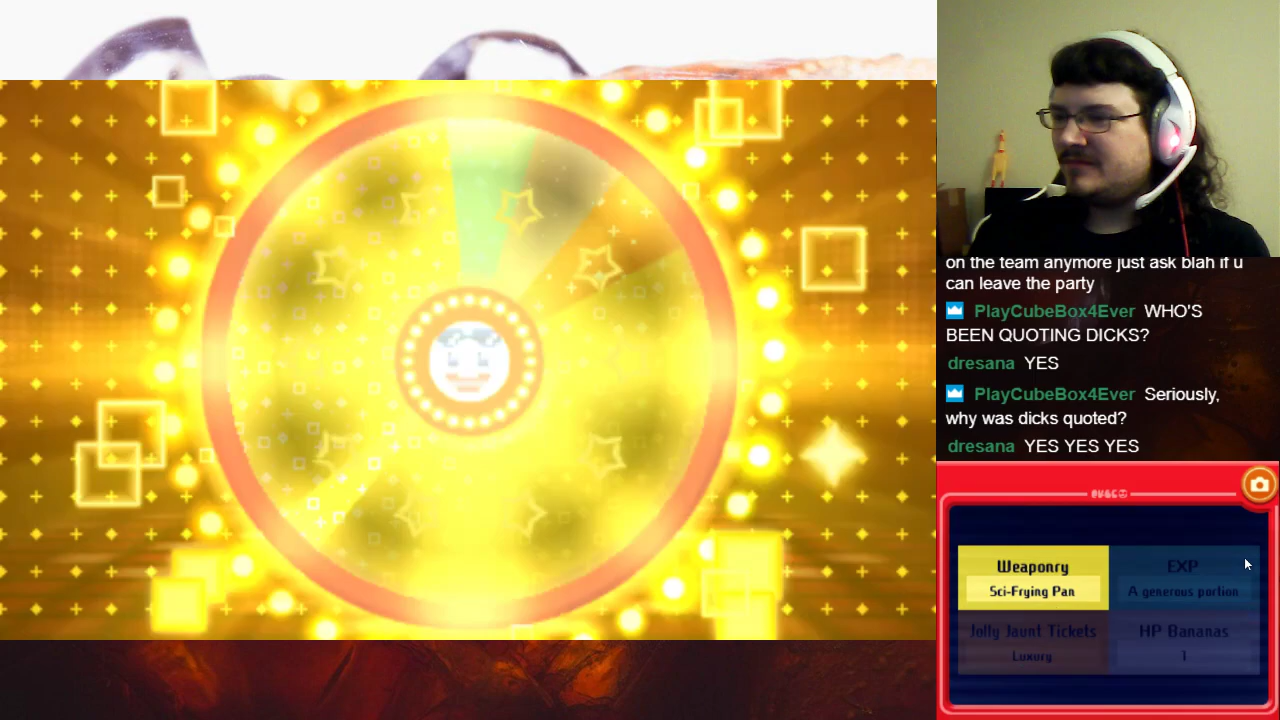 on the team anymore just ask blah if u
can leave the party
PlayCubeBox4Ever WHO'S
BEEN QUOTING DICKS?
dresana YES
PlayCubeBox4Ever Seriously,
why was dicks quoted?
dresana YES YES YES
Weaponry
Sci-Frying Pan
EXP
A generous portion
Jolly Jaunt Tickets
Luxury
HP Bananas
1